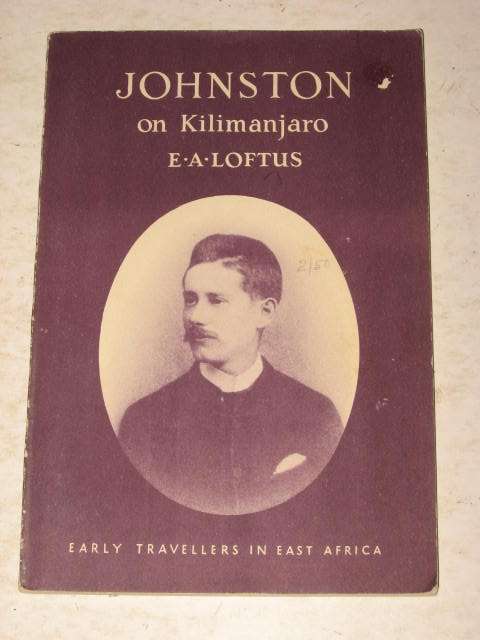 JOHNSTON
on Kilimanjaro
E·A·LOFTUS
2/50
EARLY TRAVELLERS IN EAST AFRICA